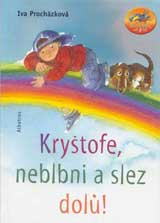 Iva Procházková
Albatros
Kryštofe,
neblbni a slez
dolů!